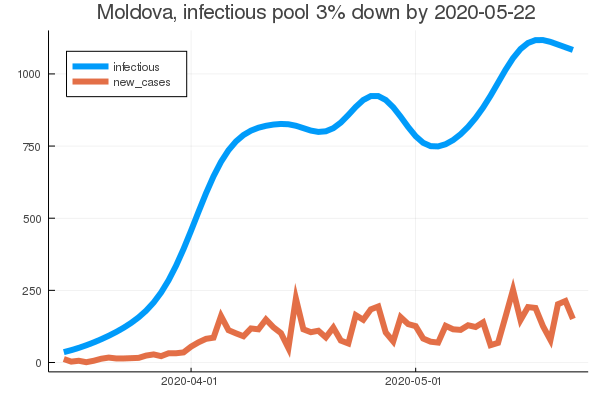 Moldova, infectious pool 3% down by 2020-05-22
infectious
new_cases
1000
750
500
250
0
2020-04-01
2020-05-01